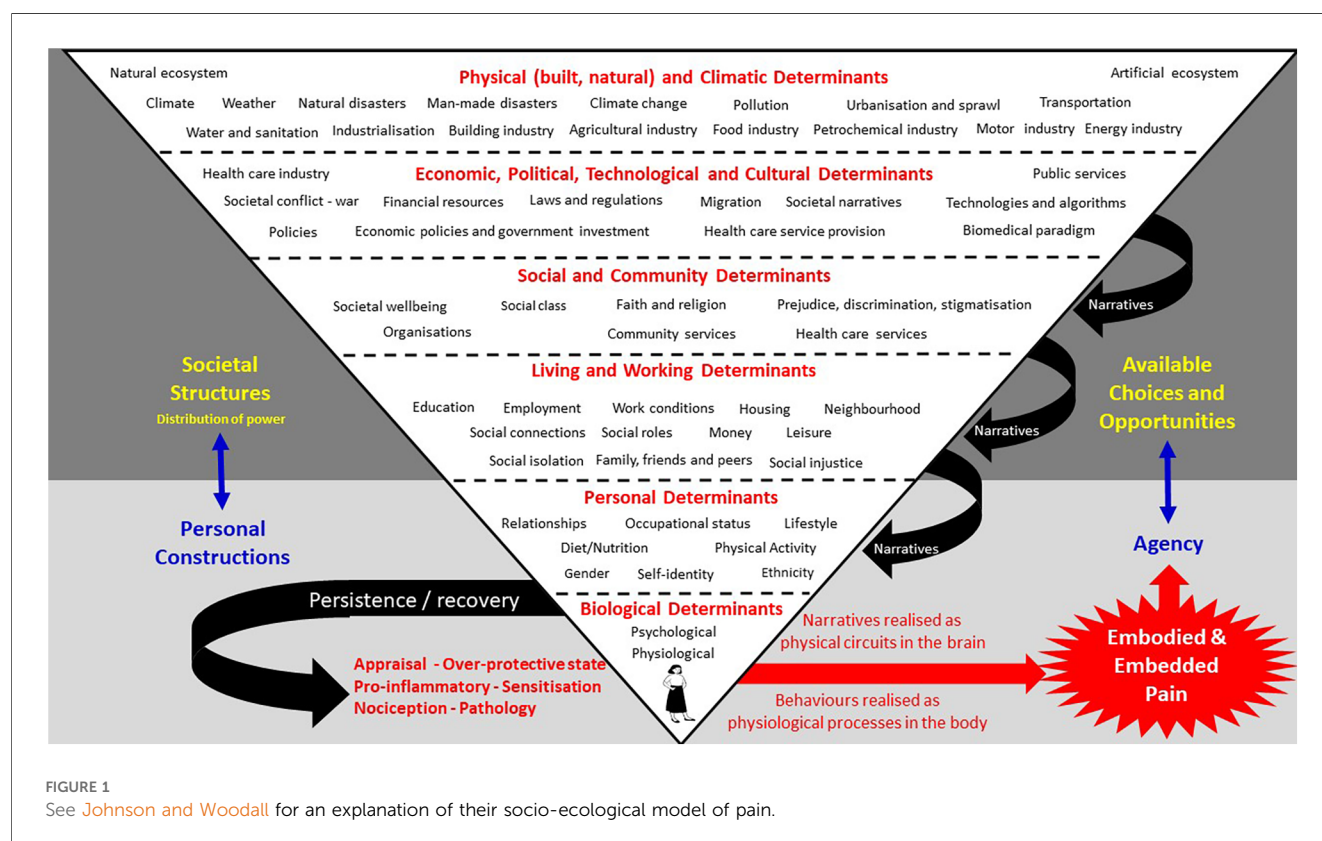 Natural ecosystem
Physical (built, natural) and Climatic Determinants
Artificial ecosystem
Climate Weather Natural disasters Man-made disasters Climate change Pollution Urbanisation and sprawl Transportation
Water and sanitation Industrialisation Building industry Agricultural industry Food industry Petrochemical industry Motor industry Energy industry
Health care industry
Economic, Political, Technological and Cultural Determinants
Public services
Societal conflict - war Financial resources Laws and regulations Migration Societal narratives Technologies and algorithms
Policies Economic policies and government investment Health care service provision Biomedical paradigm
Social and Community Determinants
Societal wellbeing Social class Faith and religion Prejudice, discrimination, stigmatisation
Organisations Community services Health care services
Narratives
Living and Working Determinants
Education Employment Work conditions Housing Neighbourhood
Social connections Social roles Money Leisure
Social isolation Family, friends and peers Social injustice
Narratives
Societal
Structures
Distribution of power
Available
Choices and
Opportunities
Personal Determinants
Relationships Occupational status Lifestyle
Diet/Nutrition Physical Activity
Gender Self-identity Ethnicity
Narratives
Personal
Constructions
Agency
Persistence / recovery
Biological Determinants
Psychological
Physiological
Appraisal - Over-protective state
Pro-inflammatory - Sensitisation
Nociception - Pathology
Narratives realised as
physical circuits in the brain
Behaviours realised as
physiological processes in the body
Embodied &
Embedded
Pain
FIGURE 1
See Johnson and Woodall for an explanation of their socio-ecological model of pain.